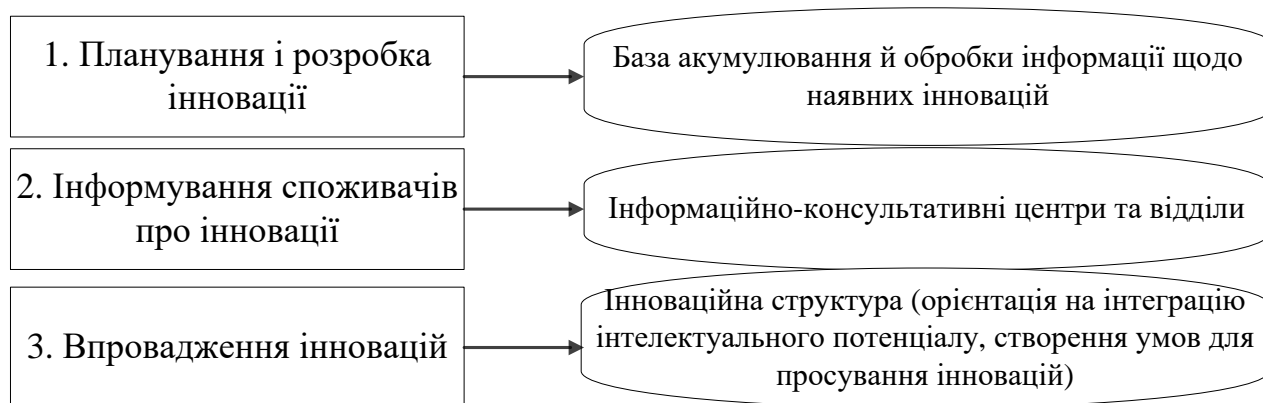 1. Планування і розробка
інновації
База акумулювання й обробки інформації щодо
наявних інновацій
2. Інформування споживачів
про інновації
Інформаційно-консультативні центри та відділи
3. Впровадження інновацій
Інноваційна структура (орієнтація на інтеграцію
інтелектуального потенціалу, створення умов для
просування інновацій)